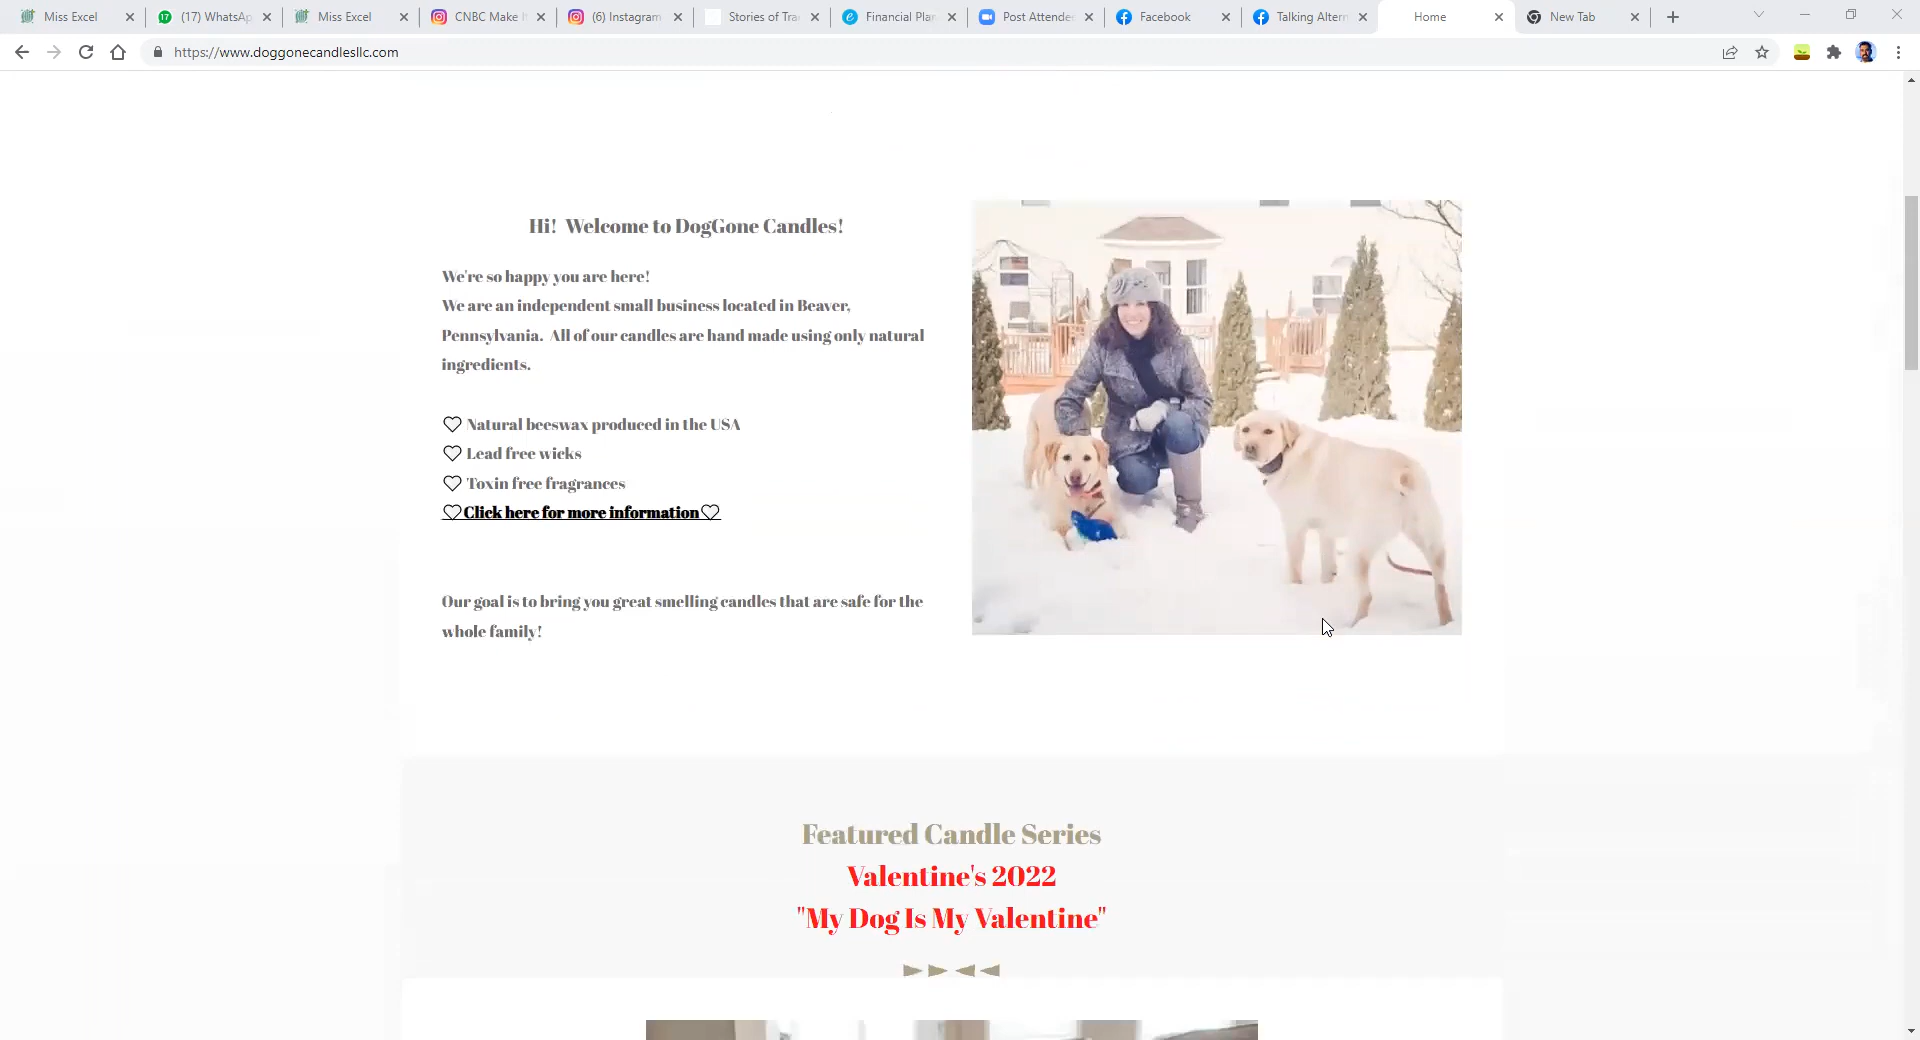 Miss Excel
(17) WhatsAp
Miss Excel
CNBC Make It
(6) Instagram
Stories of Tra
Financial Plan
Post Attende
Facebook
Talking Altern
Home
New Tab
https://www.doggonecandlesllc.com
Hi! Welcome to DogGone Candles!
We're so happy you are here!
We are an independent small business located in Beaver,
Pennsylvania. All of our candles are hand made using only natural
ingredients.
♡ Natural beeswax produced in the USA
♡ Lead free wicks
♡ Toxin free fragrances
♡Click here for more information♡
Our goal is to bring you great smelling candles that are safe for the
whole family!
Featured Candle Series
Valentine's 2022
"My Dog Is My Valentine"